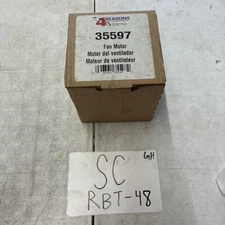 4 SEASONS
35597
Fan Motor
Motor del ventilador
Moteur de ventilateur
GH
SC
RBT-48